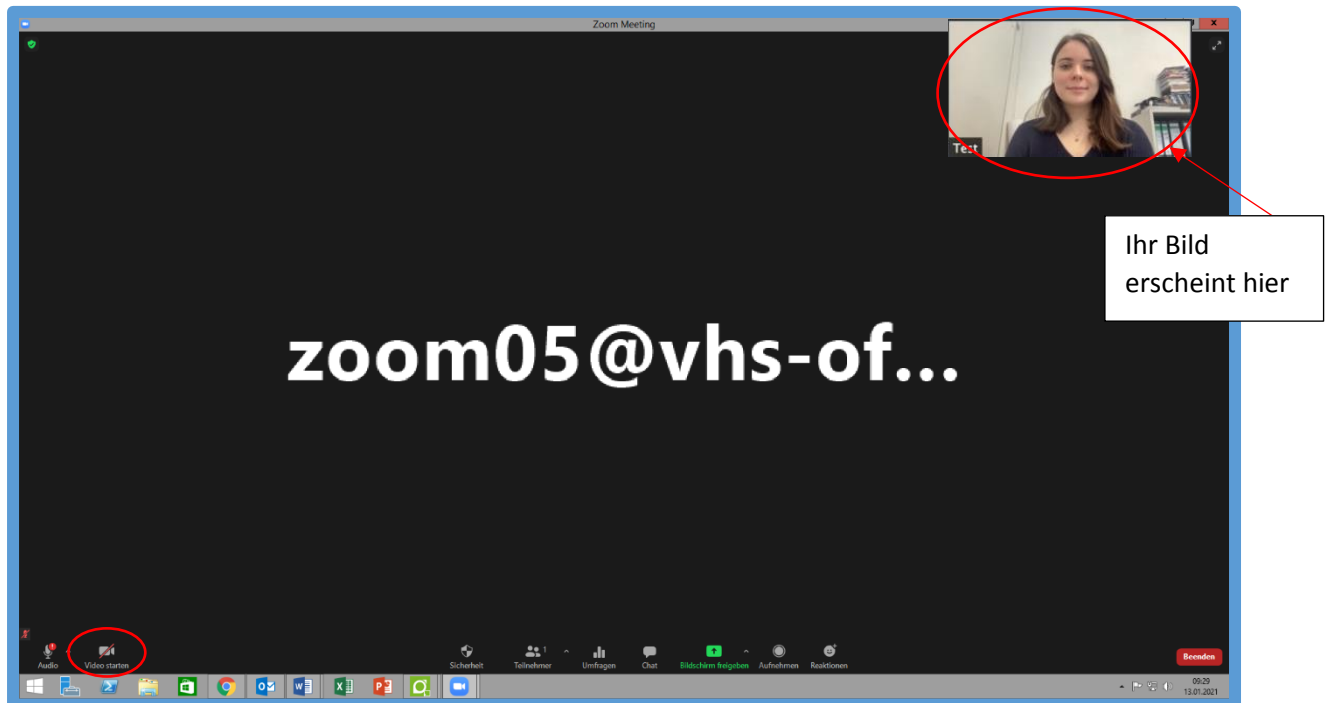 Zoom Meeting
Test
Ihr Bild
erscheint hier
zoom05@vhs-of...
1
Audio
Video starten
Sicherheit
Teilnehmer
Umfragen
Chat
Bildschirm freigeben
Aufnehmen
Reaktionen
Beenden
09:29
13.01.2021